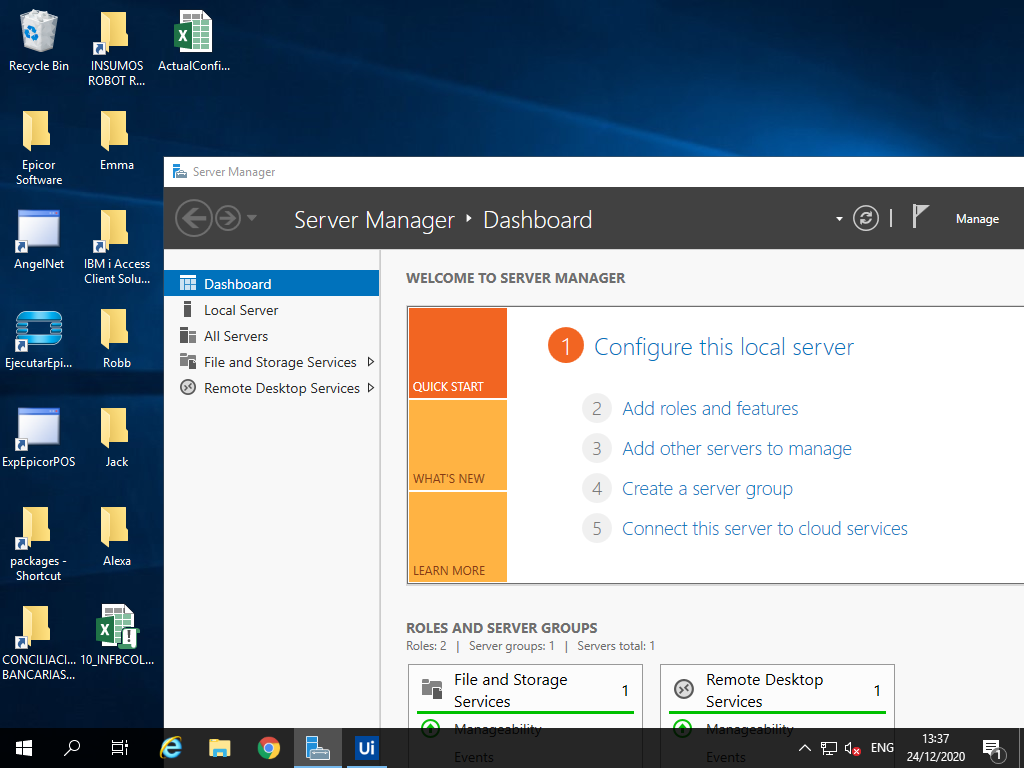 Recycle Bin
INSUMOS
ROBOT R...
ActualConfi...
Epicor
Software
Emma
AngelNet
IBM i Access
Client Solu...
EjecutarEpi...
Robb
ExpEpicorPOS
Jack
packages -
Shortcut
Alexa
CONCILIACI...
BANCARIAS...
10_INFBCOL...
Server Manager
Server Manager
Dashboard
Manage
Dashboard
Local Server
All Servers
File and Storage Services
Remote Desktop Services
WELCOME TO SERVER MANAGER
QUICK START
WHAT'S NEW
LEARN MORE
1 Configure this local server
2 Add roles and features
3 Add other servers to manage
4 Create a server group
5 Connect this server to cloud services
ROLES AND SERVER GROUPS
Roles: 2 | Server groups: 1 | Servers total: 1
File and Storage
Services
1
Manageability
Events
Remote Desktop
Services
1
Manageability
Events
Ui
ENG
13:37
24/12/2020
1